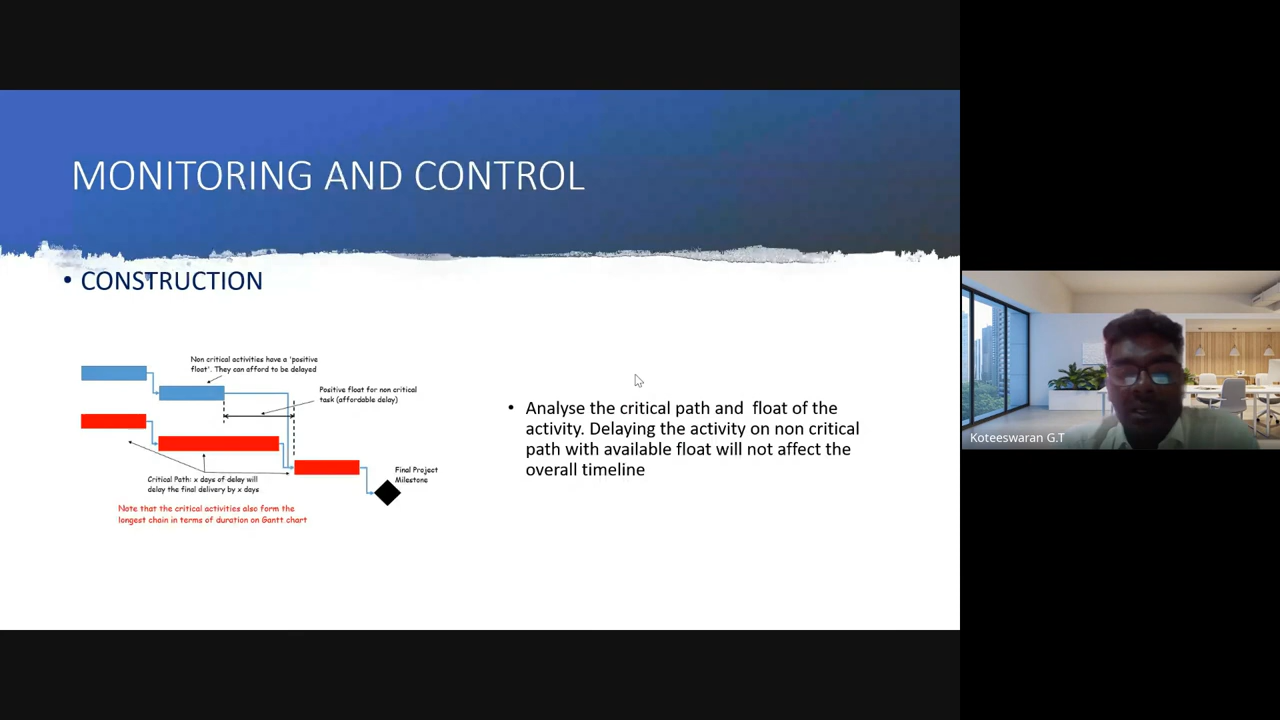 MONITORING AND CONTROL
• CONSTRUCTION
Non critical activities have a 'positive
float'. They can afford to be delayed
Positive float for non critical
task (affordable delay)
Critical Path: x days of delay will
delay the final delivery by x days
Final Project
Milestone
Note that the critical activities also form the
longest chain in terms of duration on Gantt chart
• Analyse the critical path and  float of the
activity. Delaying the activity on non critical
path with available float will not affect the
overall timeline
Koteeswaran G.T